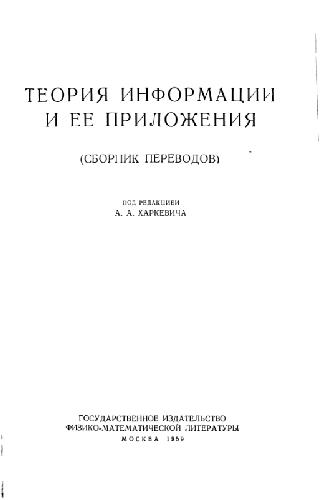 ТЕОРИЯ ИНФОРМАЦИИ
И ЕЕ ПРИЛОЖЕНИЯ
(СБОРНИК ПЕРЕВОДОВ)
ПОД РЕДАКЦИЕЙ
А. А. ХАРКЕВИЧА
ГОСУДАРСТВЕННОЕ ИЗДАТЕЛЬСТВО
ФИЗИКО-МАТЕМАТИЧЕСКОЙ ЛИТЕРАТУРЫ
МОСКВА 1959